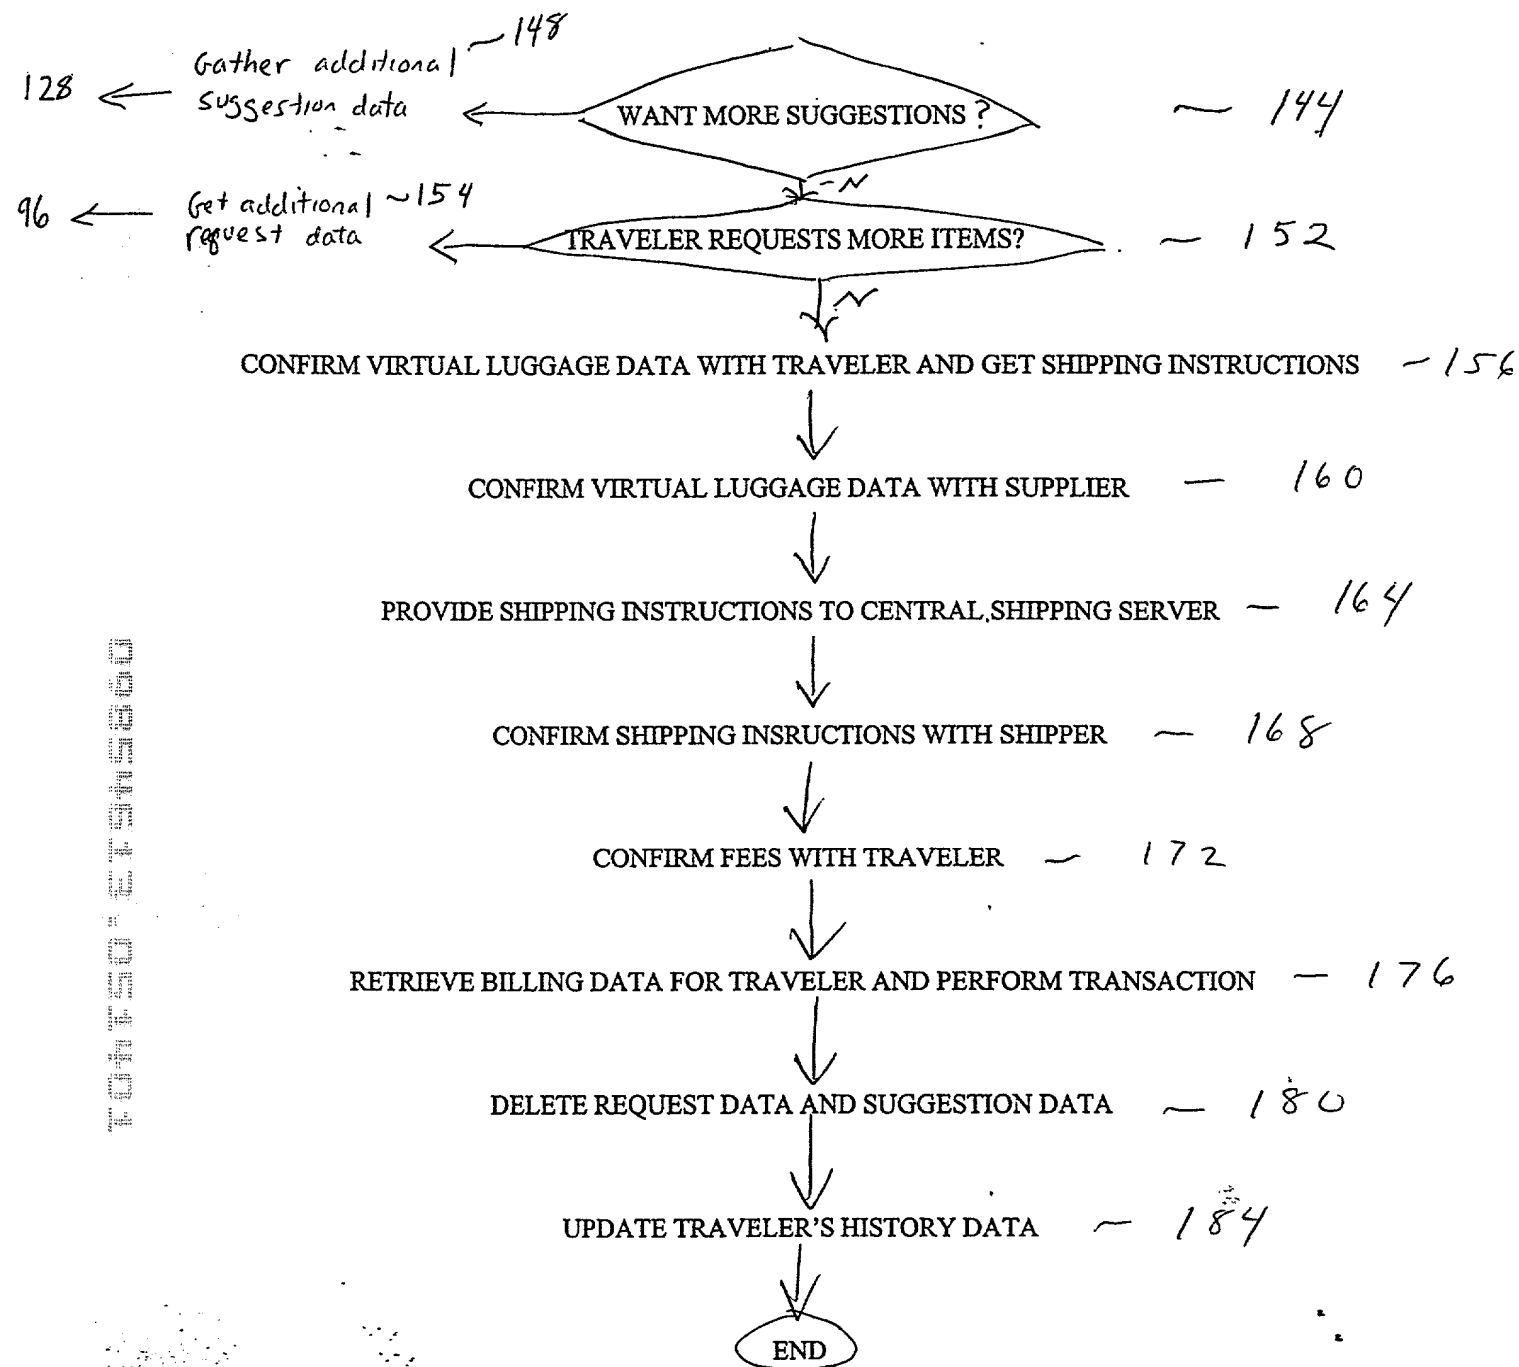 Gather additional ~148
128 suggestion data
WANT MORE SUGGESTIONS ? ~ 144
-N
Get additional ~154
96 request data
TRAVELER REQUESTS MORE ITEMS? ~ 152
N
CONFIRM VIRTUAL LUGGAGE DATA WITH TRAVELER AND GET SHIPPING INSTRUCTIONS ~156
CONFIRM VIRTUAL LUGGAGE DATA WITH SUPPLIER — 160
PROVIDE SHIPPING INSTRUCTIONS TO CENTRAL SHIPPING SERVER — 164
CONFIRM SHIPPING INSRUCTIONS WITH SHIPPER — 168
CONFIRM FEES WITH TRAVELER — 172
RETRIEVE BILLING DATA FOR TRAVELER AND PERFORM TRANSACTION — 176
DELETE REQUEST DATA AND SUGGESTION DATA ~ 180
UPDATE TRAVELER'S HISTORY DATA ~ 184
END